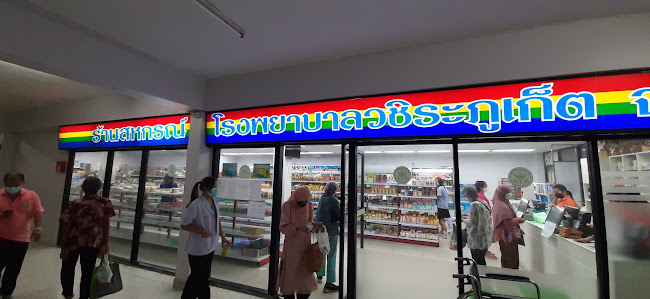 ร้านสหกรณ์ โรงพยาบาลวชิระภูเก็ต